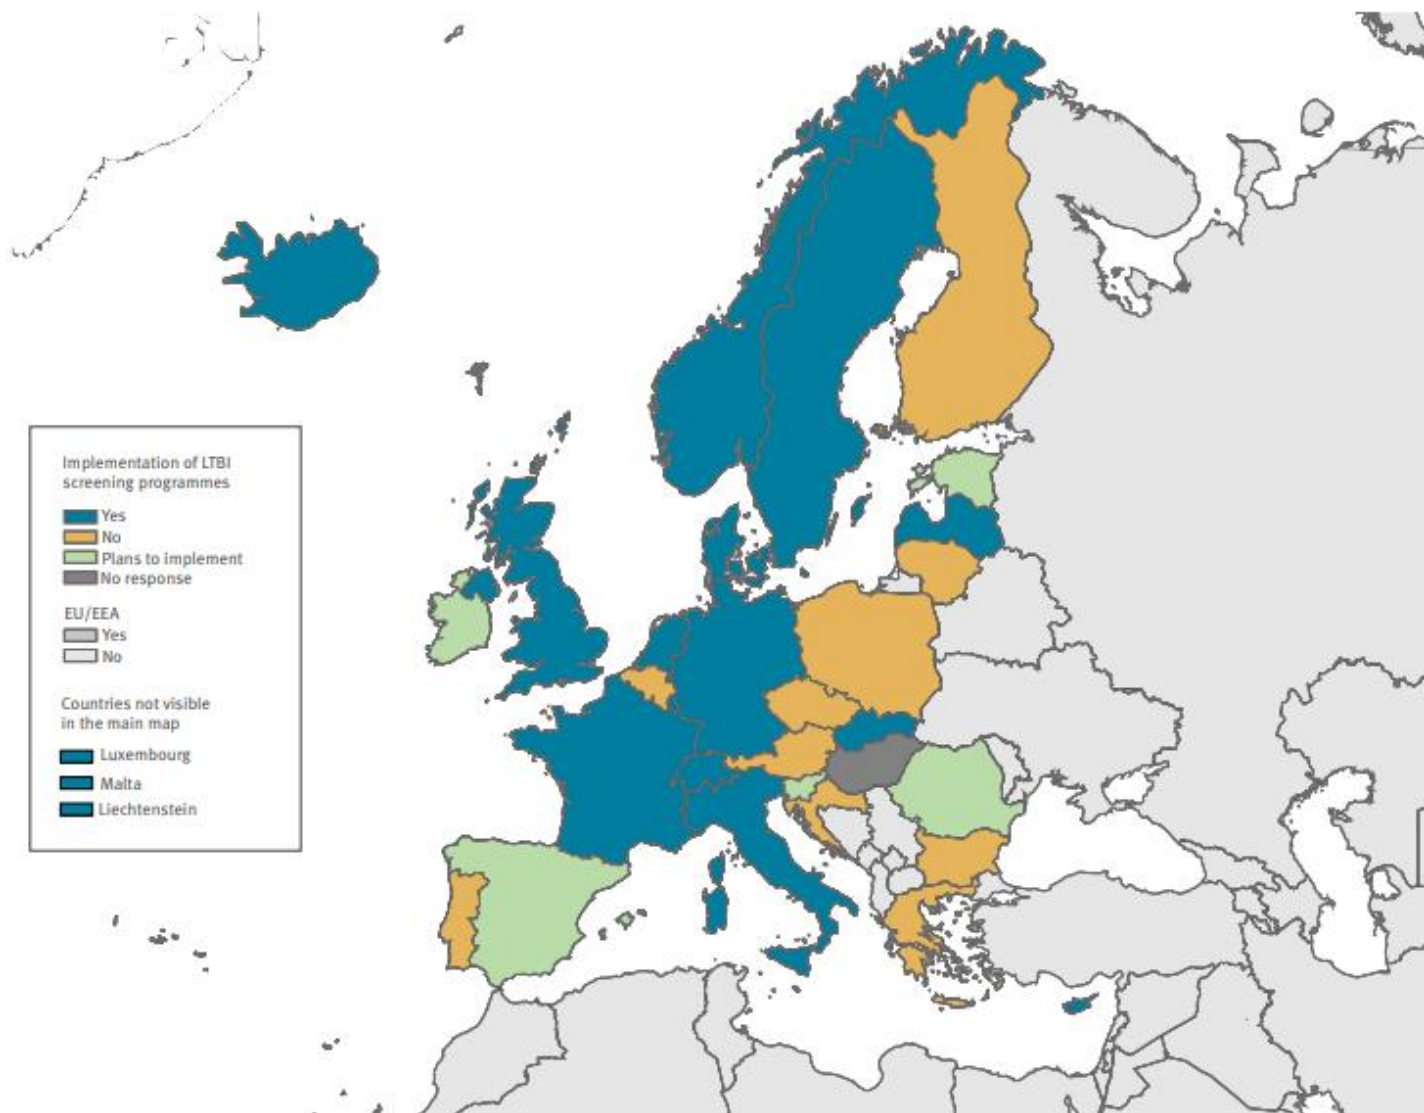 Implementation of LTBI
screening programmes
Yes
No
Plans to implement
No response
EU/EEA
Yes
No
Countries not visible
in the main map
Luxembourg
Malta
Liechtenstein